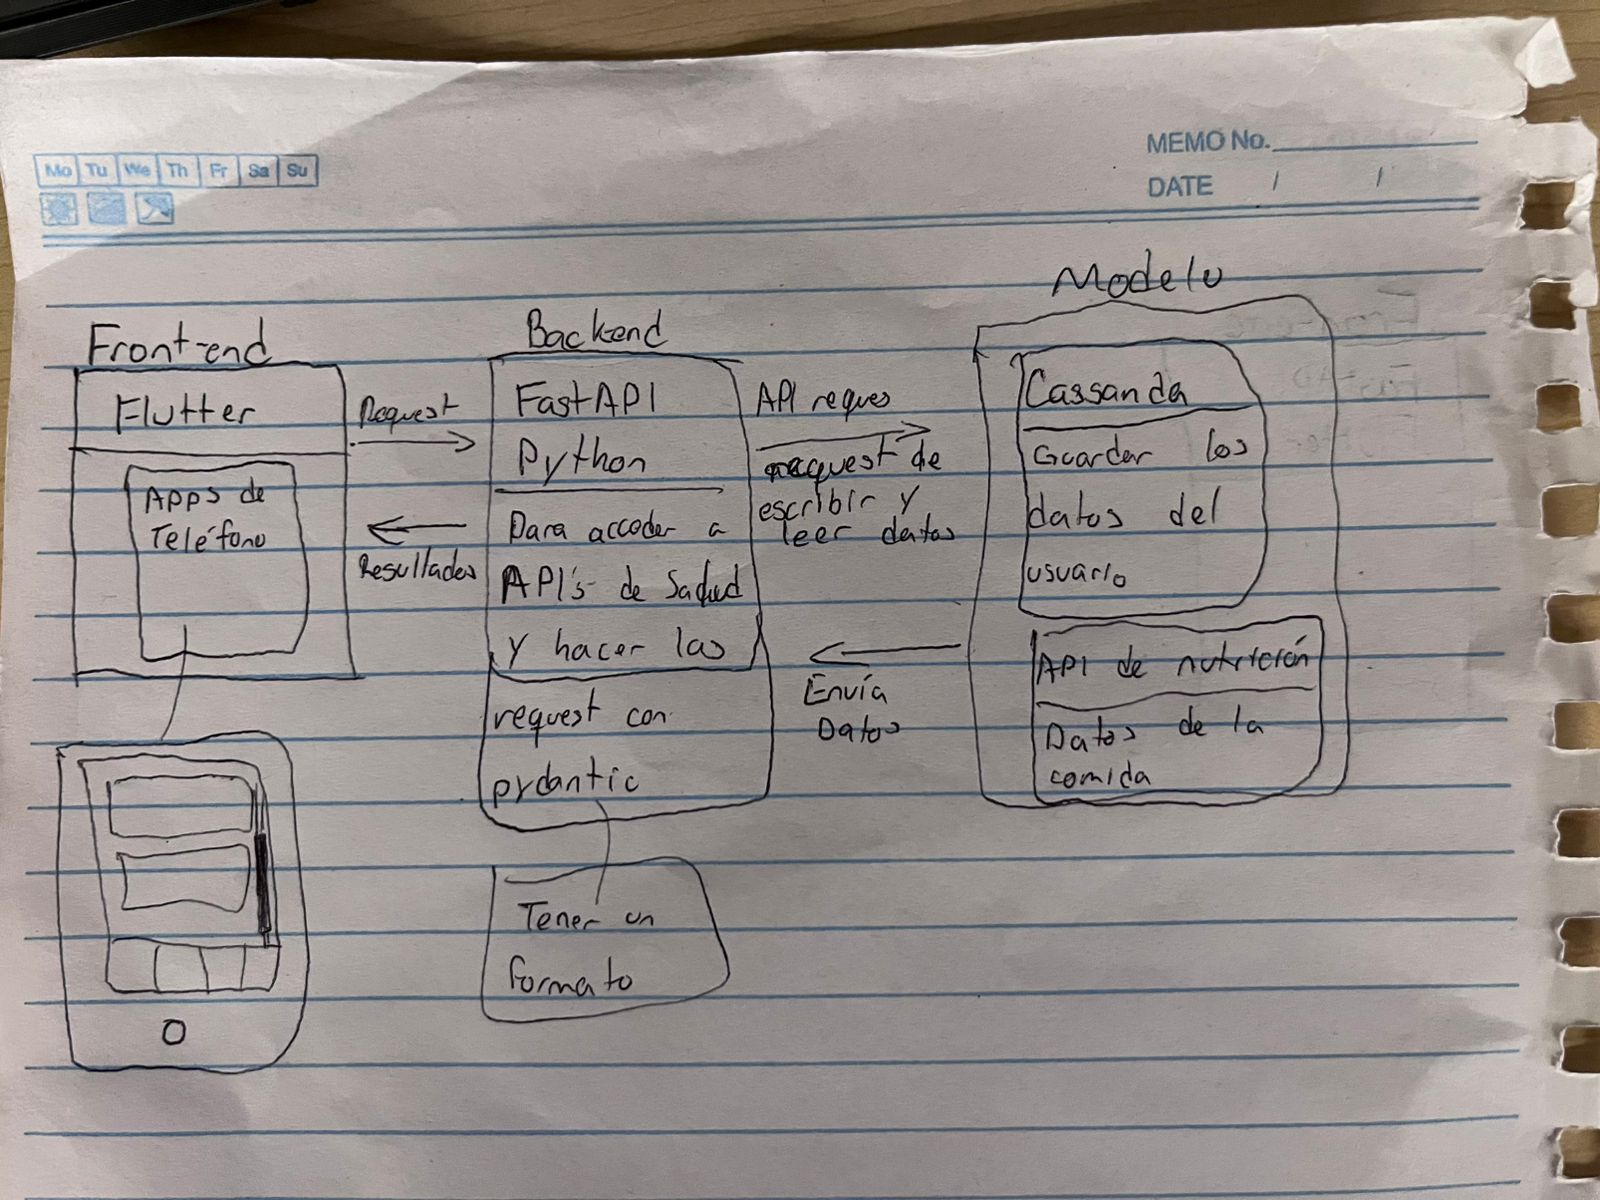 Mo Tu We Th Fr Sa Su
MEMO No.
DATE / /
Front-end
Flutter
Apps de
Teléfono
Request
Resultados
Backend
FastAPI
Python
Para acceder a
API's de Salud
y hacer las
request con
pydantic
Tener un
formato
API reques
request de
escribir y
leer datos
Envía
Datos
Modelo
Cassanda
Guardar los
datos del
usuario
API de nutrición
Datos de la
comida